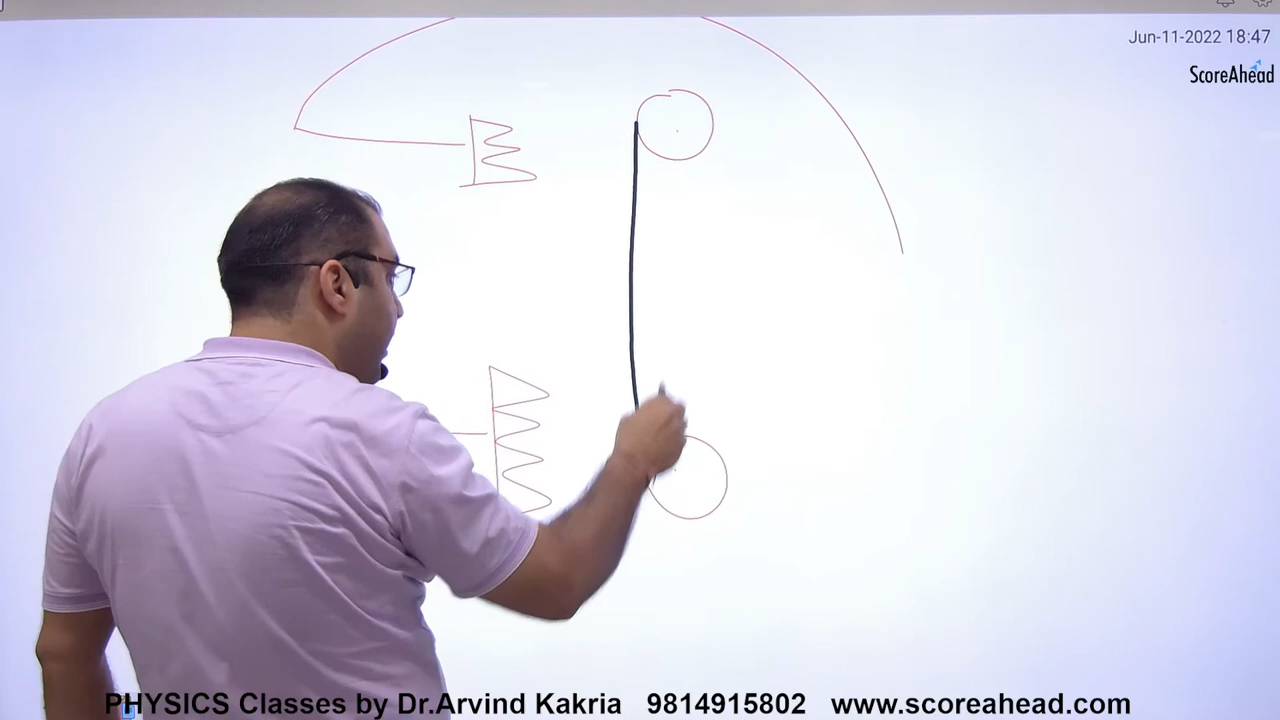 Jun-11-2022 18:47
ScoreAhead
PHYSICS Classes by Dr.Arvind Kakria 9814915802 www.scoreahead.com